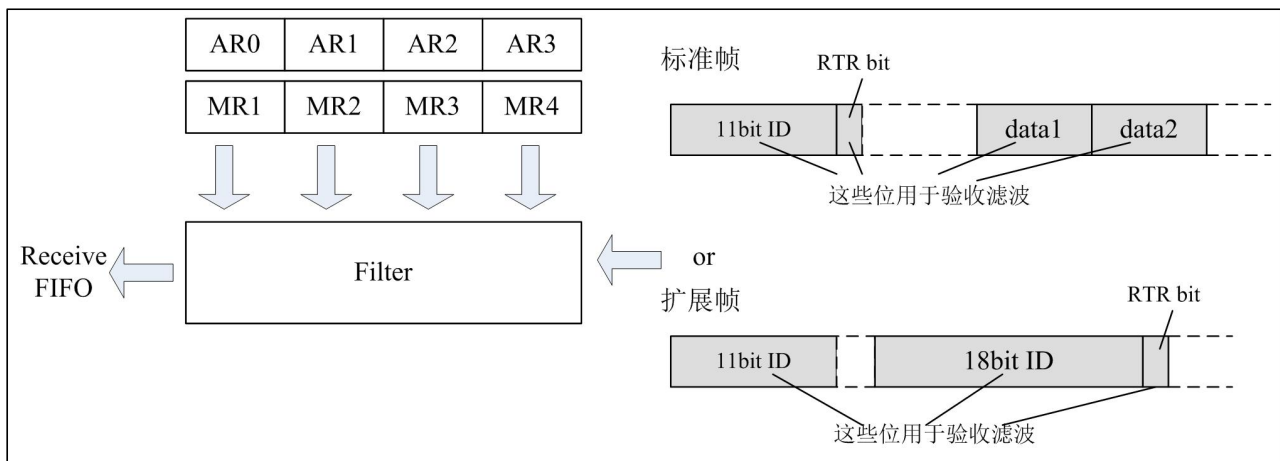 AR0 AR1 AR2 AR3
MR1 MR2 MR3 MR4
Filter
Receive
FIFO
标准帧
RTR bit
11bit ID
data1
data2
这些位用于验收滤波
or
扩展帧
RTR bit
11bit ID
18bit ID
这些位用于验收滤波